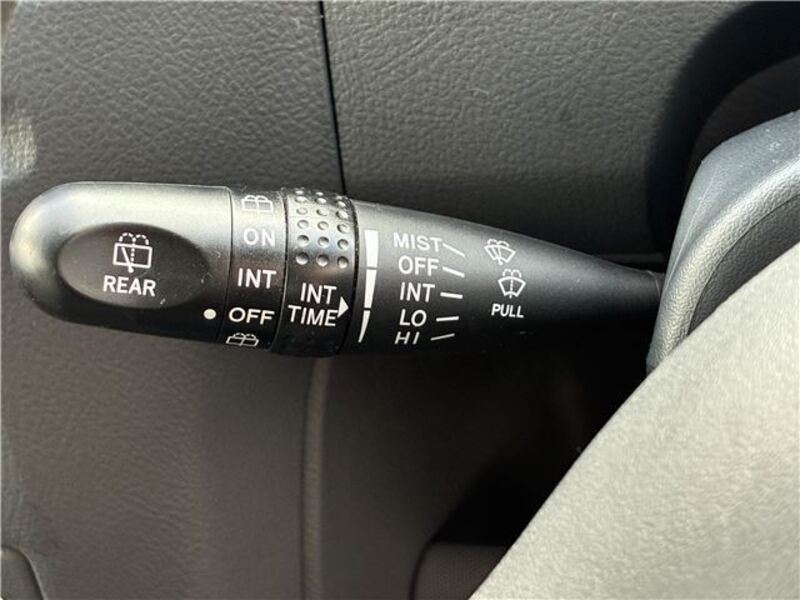 REAR
ON
INT
OFF
INT
TIME
MIST
OFF
INT
LO
HI
PULL